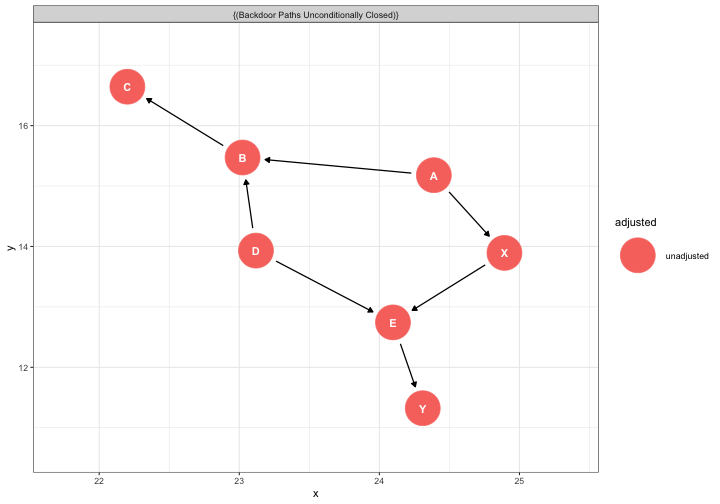 {(Backdoor Paths Unconditionally Closed)}
C
B
A
D
X
E
Y
16
14
12
y
22
23
24
25
x
adjusted
unadjusted